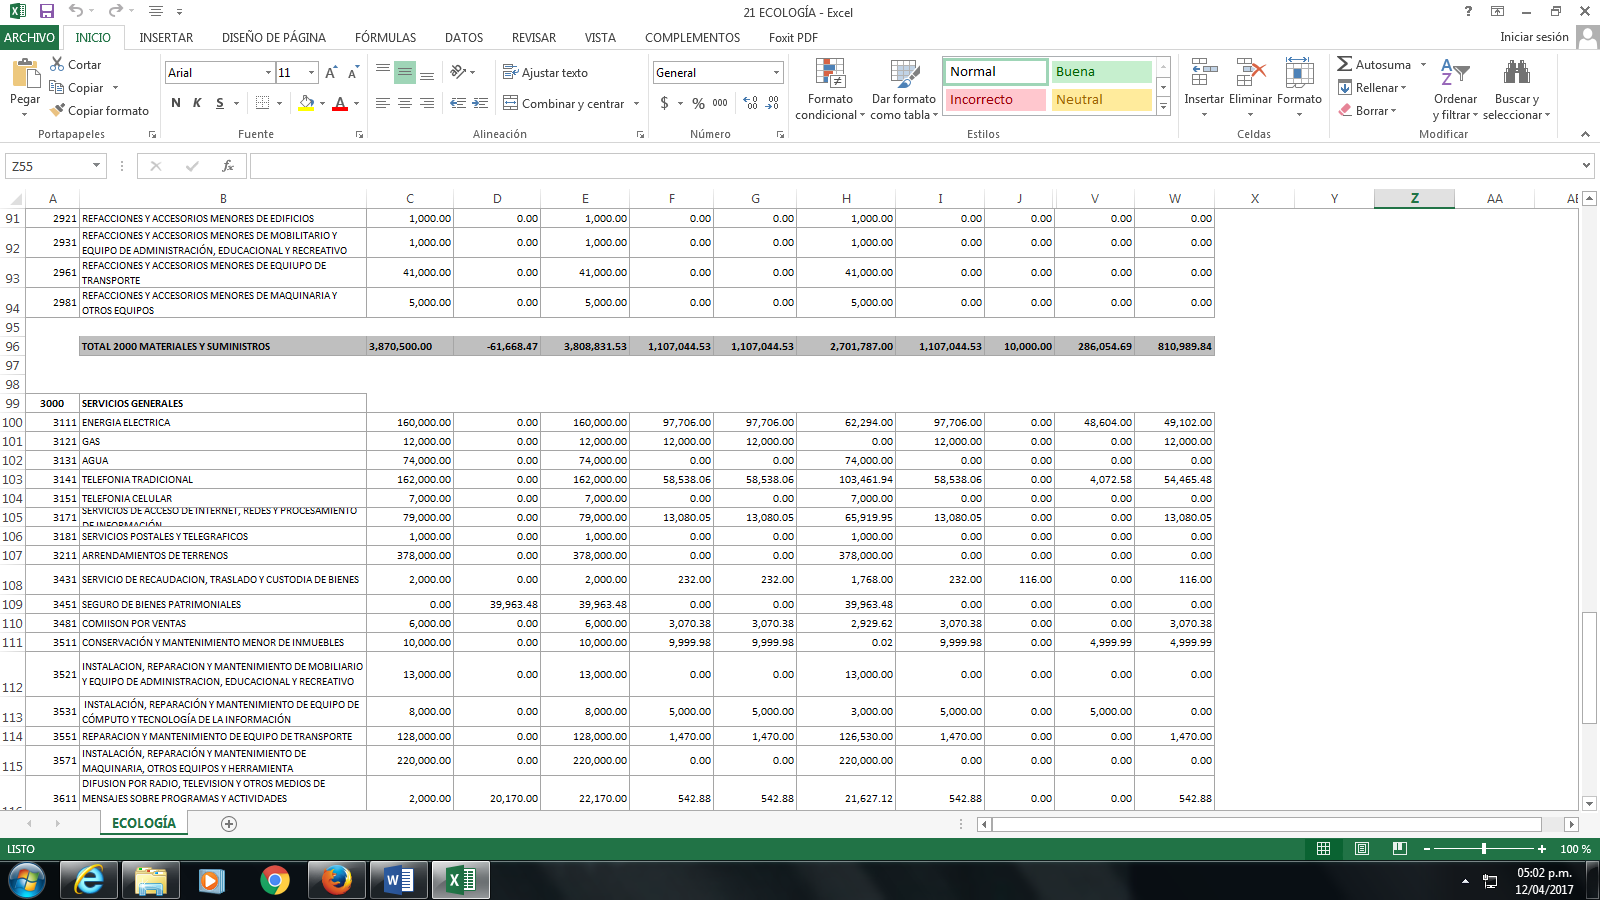 21 ECOLOGÍA - Excel
ARCHIVO INICIO INSERTAR DISEÑO DE PÁGINA FÓRMULAS DATOS REVISAR VISTA COMPLEMENTOS Foxit PDF Iniciar sesión
Pegar
Cortar
Copiar
Copiar formato
Portapapeles
Arial 11
N K S
Fuente
Ajustar texto
Combinar y centrar
Alineación
General
$ % 000
Número
Formato condicional
Dar formato como tabla
Normal Buena
Incorrecto Neutral
Estilos
Insertar Eliminar Formato
Celdas
Autosuma
Rellenar
Borrar
Ordenar y filtrar
Buscar y seleccionar
Modificar
Z55
A B C D E F G H I J V W X Y Z AA AB
91 2921 REFACCIONES Y ACCESORIOS MENORES DE EDIFICIOS 1,000.00 0.00 1,000.00 0.00 0.00 1,000.00 0.00 0.00 0.00 0.00
92 2931 REFACCIONES Y ACCESORIOS MENORES DE MOBILITARIO Y
EQUIPO DE ADMINISTRACIÓN, EDUCACIONAL Y RECREATIVO 1,000.00 0.00 1,000.00 0.00 0.00 1,000.00 0.00 0.00 0.00 0.00
93 2961 REFACCIONES Y ACCESORIOS MENORES DE EQUIUPO DE
TRANSPORTE 41,000.00 0.00 41,000.00 0.00 0.00 41,000.00 0.00 0.00 0.00 0.00
94 2981 REFACCIONES Y ACCESORIOS MENORES DE MAQUINARIA Y
OTROS EQUIPOS 5,000.00 0.00 5,000.00 0.00 0.00 5,000.00 0.00 0.00 0.00 0.00
95
96 TOTAL 2000 MATERIALES Y SUMINISTROS 3,870,500.00 -61,668.47 3,808,831.53 1,107,044.53 1,107,044.53 2,701,787.00 1,107,044.53 10,000.00 286,054.69 810,989.84
97
98
99 3000 SERVICIOS GENERALES
100 3111 ENERGIA ELECTRICA 160,000.00 0.00 160,000.00 97,706.00 97,706.00 62,294.00 97,706.00 0.00 48,604.00 49,102.00
101 3121 GAS 12,000.00 0.00 12,000.00 12,000.00 12,000.00 0.00 12,000.00 0.00 0.00 12,000.00
102 3131 AGUA 74,000.00 0.00 74,000.00 0.00 0.00 74,000.00 0.00 0.00 0.00 0.00
103 3141 TELEFONIA TRADICIONAL 162,000.00 0.00 162,000.00 58,538.06 58,538.06 103,461.94 58,538.06 0.00 4,072.58 54,465.48
104 3151 TELEFONIA CELULAR 7,000.00 0.00 7,000.00 0.00 0.00 7,000.00 0.00 0.00 0.00 0.00
105 3171 SERVICIOS DE ACCESO DE INTERNET, REDES Y PROCESAMIENTO
DE INFORMACIÓN 79,000.00 0.00 79,000.00 13,080.05 13,080.05 65,919.95 13,080.05 0.00 0.00 13,080.05
106 3181 SERVICIOS POSTALES Y TELEGRAFICOS 1,000.00 0.00 1,000.00 0.00 0.00 1,000.00 0.00 0.00 0.00 0.00
107 3211 ARRENDAMIENTOS DE TERRENOS 378,000.00 0.00 378,000.00 0.00 0.00 378,000.00 0.00 0.00 0.00 0.00
108 3431 SERVICIO DE RECAUDACION, TRASLADO Y CUSTODIA DE BIENES 2,000.00 0.00 2,000.00 232.00 232.00 1,768.00 232.00 116.00 0.00 116.00
109 3451 SEGURO DE BIENES PATRIMONIALES 0.00 39,963.48 39,963.48 0.00 0.00 39,963.48 0.00 0.00 0.00 0.00
110 3481 COMIISON POR VENTAS 6,000.00 0.00 6,000.00 3,070.38 3,070.38 2,929.62 3,070.38 0.00 0.00 3,070.38
111 3511 CONSERVACIÓN Y MANTENIMIENTO MENOR DE INMUEBLES 10,000.00 0.00 10,000.00 9,999.98 9,999.98 0.02 9,999.98 0.00 4,999.99 4,999.99
112 3521 INSTALACION, REPARACION Y MANTENIMIENTO DE MOBILIARIO
Y EQUIPO DE ADMINISTRACION, EDUCACIONAL Y RECREATIVO 13,000.00 0.00 13,000.00 0.00 0.00 13,000.00 0.00 0.00 0.00 0.00
113 3531 INSTALACIÓN, REPARACIÓN Y MANTENIMIENTO DE EQUIPO DE
CÓMPUTO Y TECNOLOGÍA DE LA INFORMACIÓN 8,000.00 0.00 8,000.00 5,000.00 5,000.00 3,000.00 5,000.00 0.00 5,000.00 0.00
114 3551 REPARACION Y MANTENIMIENTO DE EQUIPO DE TRANSPORTE 128,000.00 0.00 128,000.00 1,470.00 1,470.00 126,530.00 1,470.00 0.00 0.00 1,470.00
115 3571 INSTALACIÓN, REPARACIÓN Y MANTENIMIENTO DE
MAQUINARIA, OTROS EQUIPOS Y HERRAMIENTA 220,000.00 0.00 220,000.00 0.00 0.00 220,000.00 0.00 0.00 0.00 0.00
3611 DIFUSION POR RADIO, TELEVISION Y OTROS MEDIOS DE
MENSAJES SOBRE PROGRAMAS Y ACTIVIDADES 2,000.00 20,170.00 22,170.00 542.88 542.88 21,627.12 542.88 0.00 0.00 542.88
ECOLOGÍA
LISTO 100 %
05:02 p.m.
12/04/2017